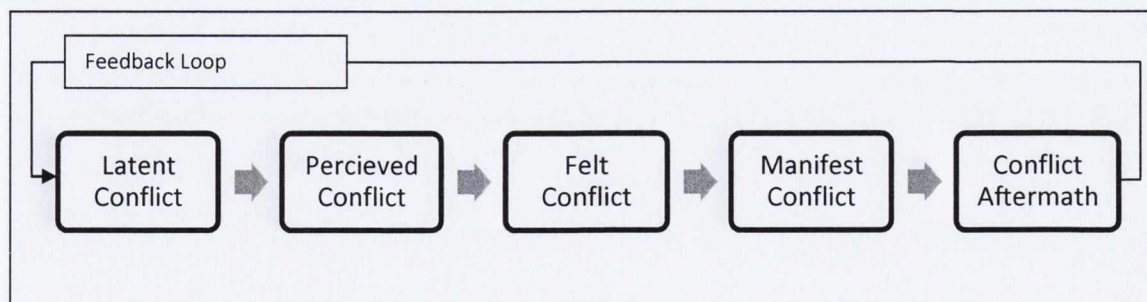 Feedback Loop
Latent
Conflict
Percieved
Conflict
Felt
Conflict
Manifest
Conflict
Conflict
Aftermath